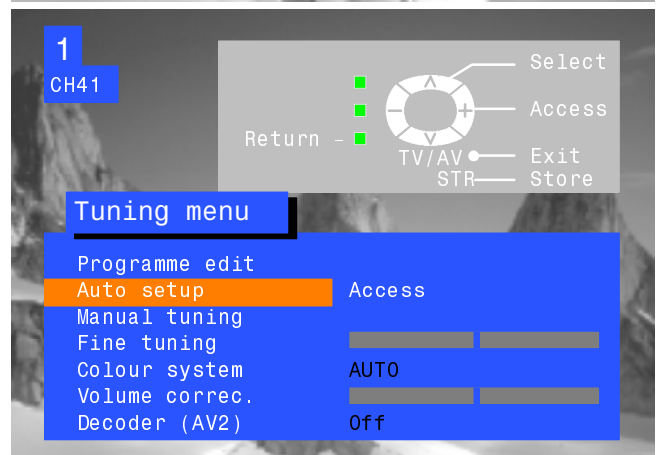 1
CH41
Select
Access
Return –
TV/AV Exit
STR Store
Tuning menu
Programme edit
Auto setup Access
Manual tuning
Fine tuning
Colour system AUTO
Volume correc.
Decoder (AV2) Off